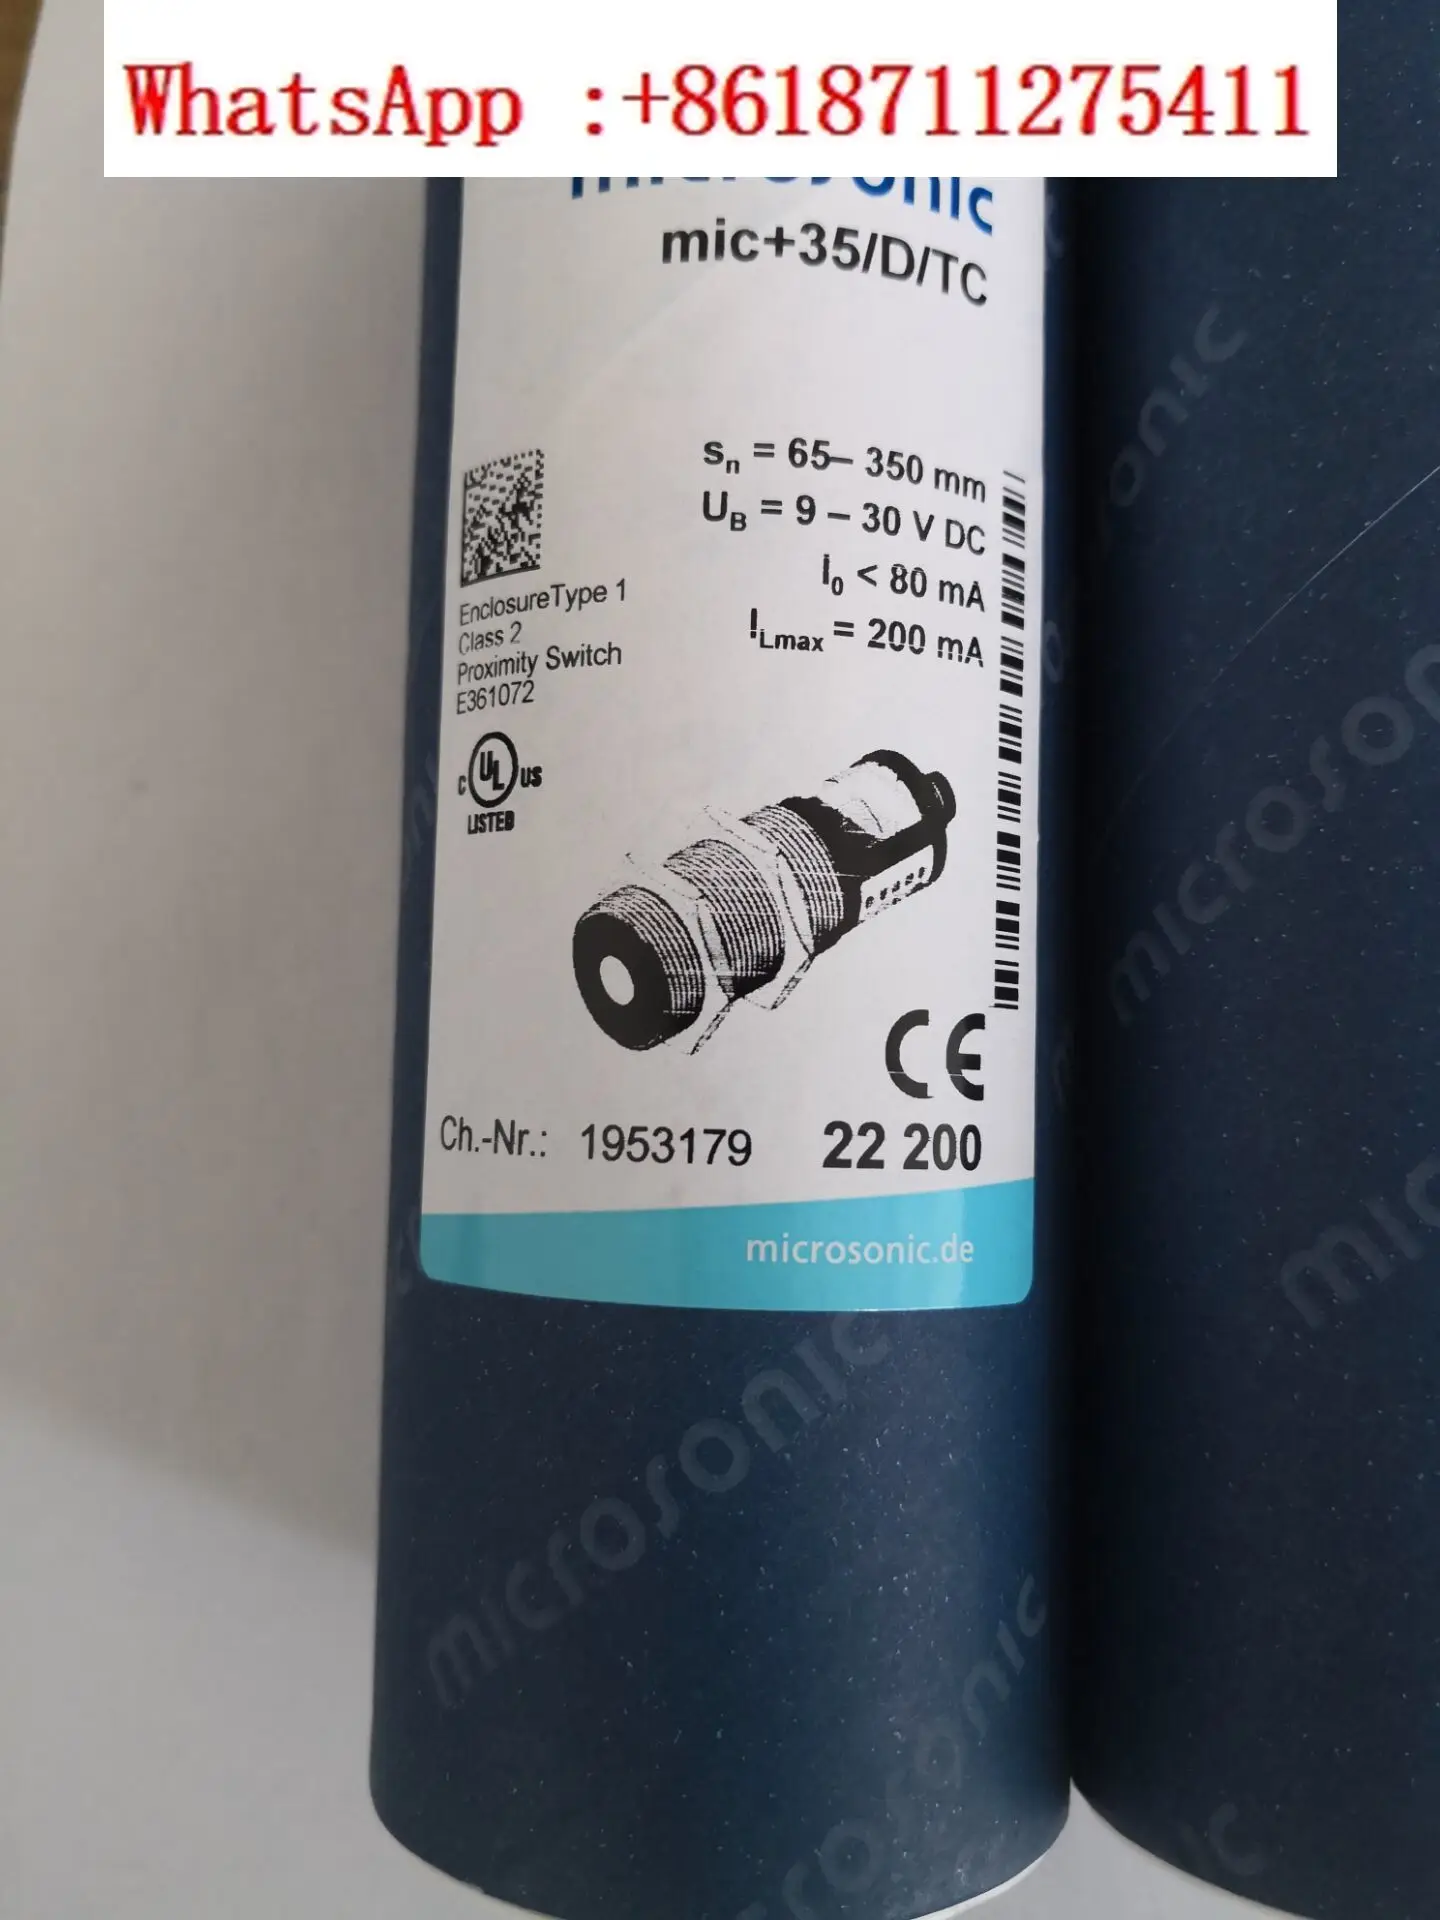 WhatsApp :+8618711275411
microsonic
mic+35/D/TC
sn = 65– 350 mm
UB = 9 – 30 V DC
I0 < 80 mA
ILmax = 200 mA
EnclosureType 1
Class 2
Proximity Switch
E361072
C UL US
LISTED
CE
Ch.-Nr.: 1953179 22 200
microsonic.de
microsonic
microsonic
microsonic
microsonic